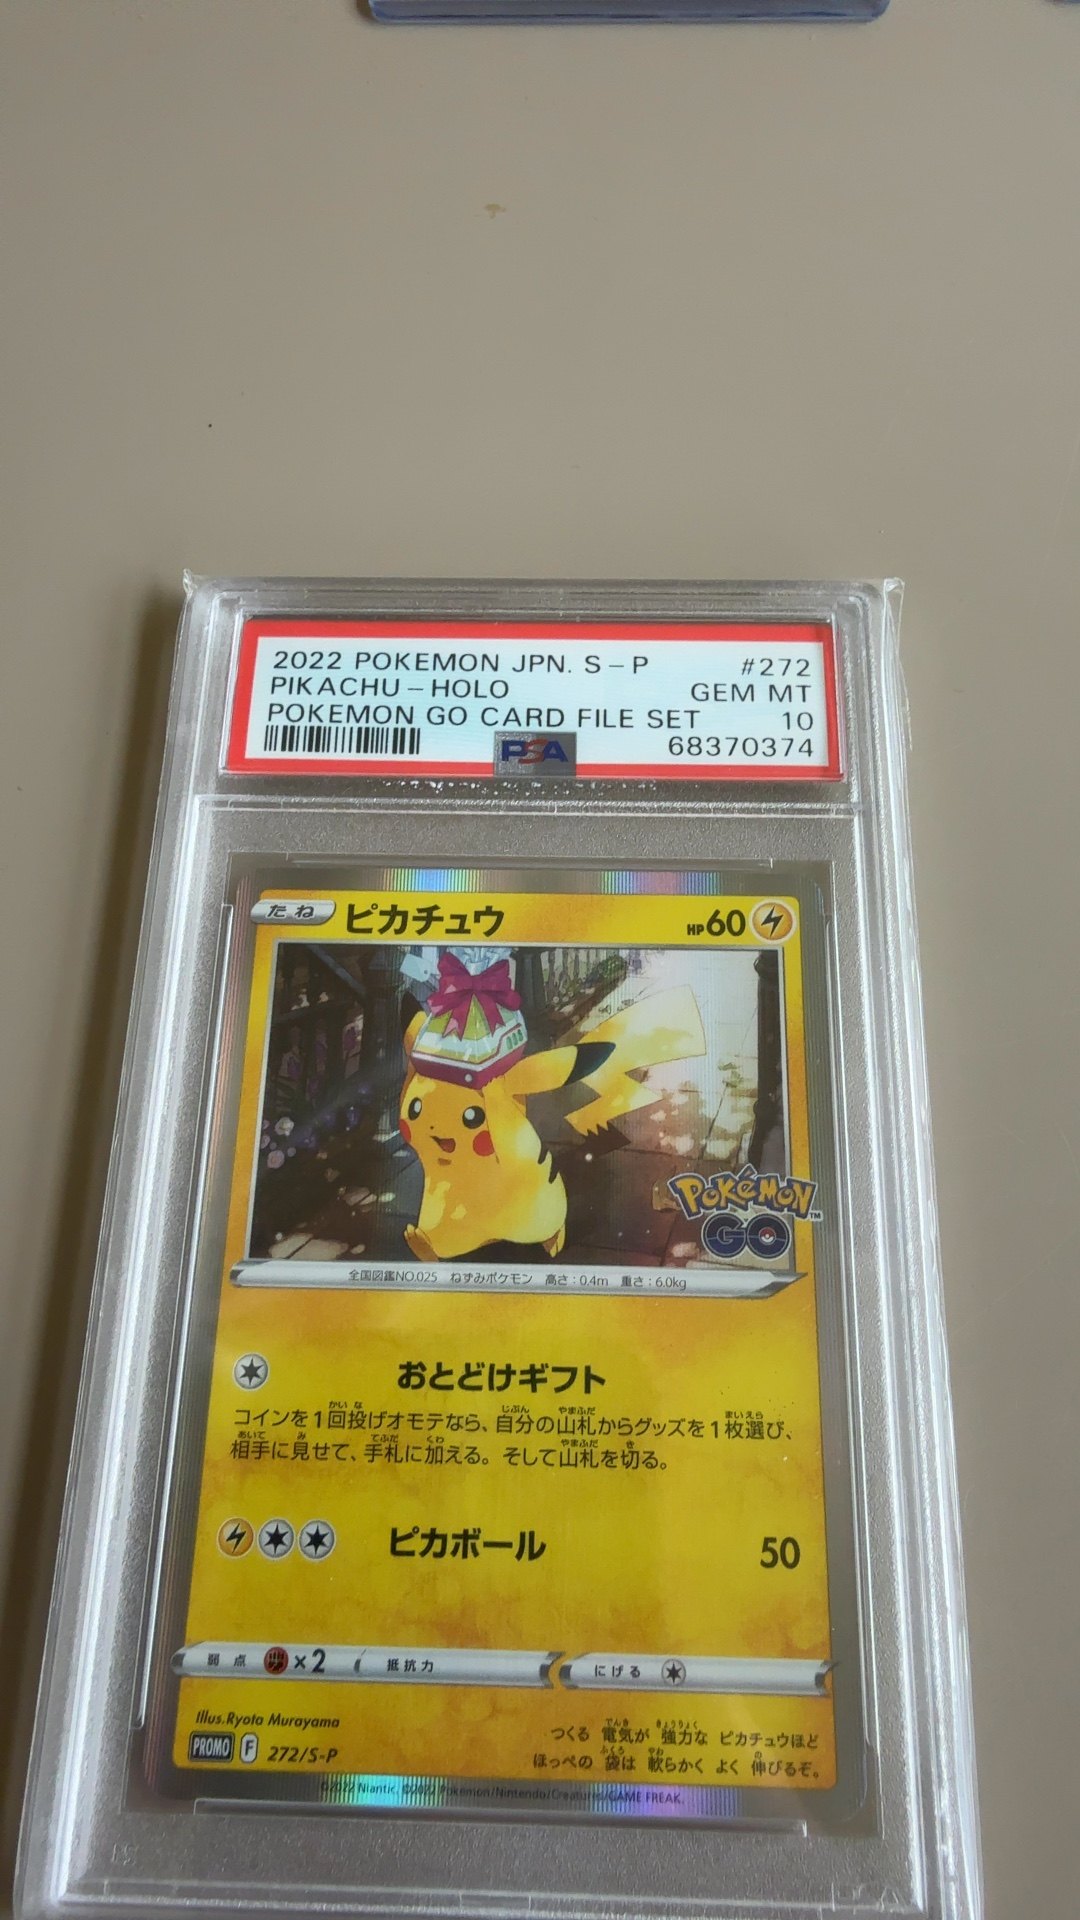 2022 POKEMON JPN. S-P #272
PIKACHU-HOLO GEM MT
POKEMON GO CARD FILE SET 10
68370374
PSA
たね ピカチュウ HP60
Pokémon™
GO
全国図鑑NO.025 ねずみポケモン 高さ:0.4m 重さ:6.0kg
おとどけギフト
コインを1回投げオモテなら、自分の山札からグッズを1枚選び、
相手に見せて、手札に加える。そして山札を切る。
ピカボール 50
弱点 ×2 抵抗力 にげる
Illus.Ryota Murayama
PROMO F 272/S-P
つくる 電気が 強力な ピカチュウほど
ほっぺの 袋は 軟らかく よく 伸びるぞ。
©2022 Niantic. ©2022 Pokémon/Nintendo/Creatures/GAME FREAK.